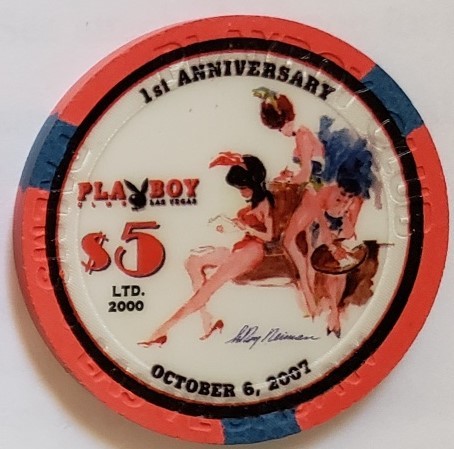 1st ANNIVERSARY
PLAYBOY
CLUB LAS VEGAS
$5
LTD.
2000
LeRoy Neiman
OCTOBER 6, 2007